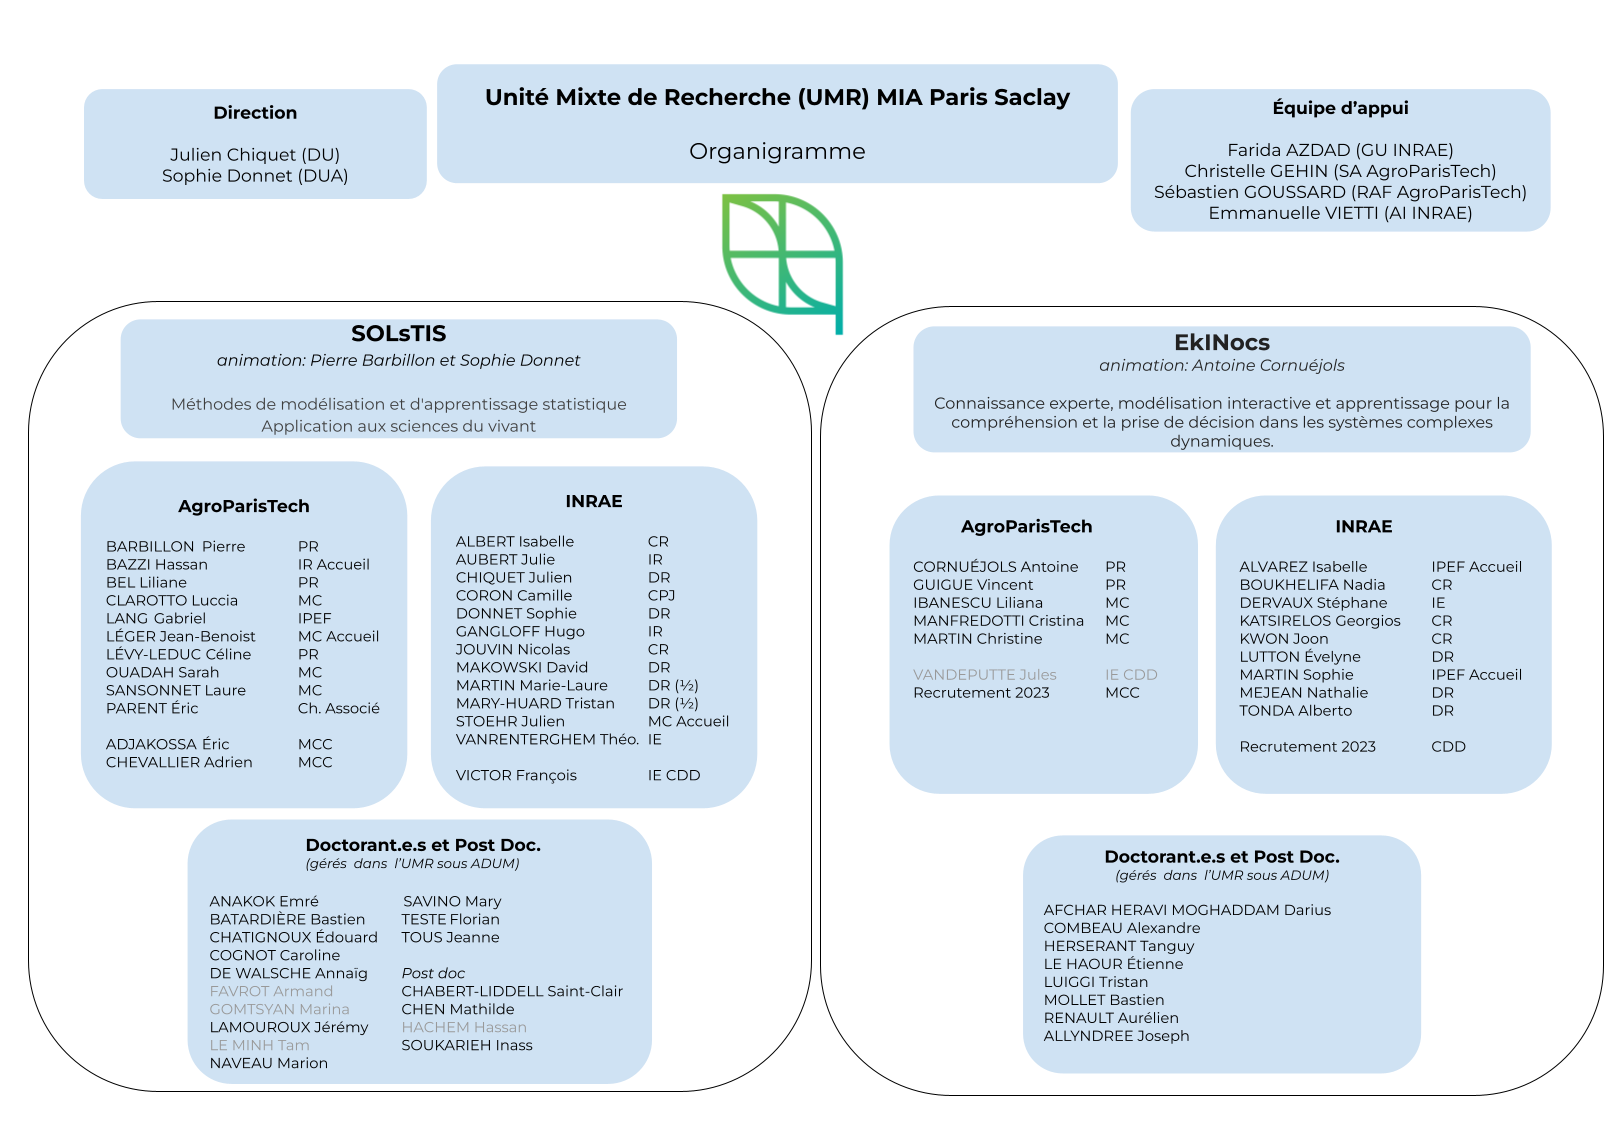 Direction
Julien Chiquet (DU)
Sophie Donnet (DUA)
Unité Mixte de Recherche (UMR) MIA Paris Saclay
Organigramme
Équipe d’appui
Farida AZDAD (GU INRAE)
Christelle GEHIN (SA AgroParisTech)
Sébastien GOUSSARD (RAF AgroParisTech)
Emmanuelle VIETTI (AI INRAE)
SOLsTIS
animation: Pierre Barbillon et Sophie Donnet
Méthodes de modélisation et d'apprentissage statistique
Application aux sciences du vivant
AgroParisTech
BARBILLON Pierre PR
BAZZI Hassan IR Accueil
BEL Liliane PR
CLAROTTO Luccia MC
LANG Gabriel IPEF
LÉGER Jean-Benoist MC Accueil
LÉVY-LEDUC Céline PR
OUADAH Sarah MC
SANSONNET Laure MC
PARENT Éric Ch. Associé
ADJAKOSSA Éric MCC
CHEVALLIER Adrien MCC
INRAE
ALBERT Isabelle CR
AUBERT Julie IR
CHIQUET Julien DR
CORON Camille CPJ
DONNET Sophie DR
GANGLOFF Hugo IR
JOUVIN Nicolas CR
MAKOWSKI David DR
MARTIN Marie-Laure DR (½)
MARY-HUARD Tristan DR (½)
STOEHR Julien MC Accueil
VANRENTERGHEM Théo. IE
VICTOR François IE CDD
Doctorant.e.s et Post Doc.
(gérés dans l’UMR sous ADUM)
ANAKOK Emré
BATARDIÈRE Bastien
CHATIGNOUX Édouard
COGNOT Caroline
DE WALSCHE Annaïg
FAVROT Armand
GOMTSYAN Marina
LAMOUROUX Jérémy
LE MINH Tam
NAVEAU Marion
SAVINO Mary
TESTE Florian
TOUS Jeanne
Post doc
CHABERT-LIDDELL Saint-Clair
CHEN Mathilde
HACHEM Hassan
SOUKARIEH Inass
EkINocs
animation: Antoine Cornuéjols
Connaissance experte, modélisation interactive et apprentissage pour la
compréhension et la prise de décision dans les systèmes complexes
dynamiques.
AgroParisTech
CORNUÉJOLS Antoine PR
GUIGUE Vincent PR
IBANESCU Liliana MC
MANFREDOTTI Cristina MC
MARTIN Christine MC
VANDEPUTTE Jules IE CDD
Recrutement 2023 MCC
INRAE
ALVAREZ Isabelle IPEF Accueil
BOUKHELIFA Nadia CR
DERVAUX Stéphane IE
KATSIRELOS Georgios CR
KWON Joon CR
LUTTON Évelyne DR
MARTIN Sophie IPEF Accueil
MEJEAN Nathalie DR
TONDA Alberto DR
Recrutement 2023 CDD
Doctorant.e.s et Post Doc.
(gérés dans l’UMR sous ADUM)
AFCHAR HERAVI MOGHADDAM Darius
COMBEAU Alexandre
HERSERANT Tanguy
LE HAOUR Étienne
LUIGGI Tristan
MOLLET Bastien
RENAULT Aurélien
ALLYNDREE Joseph